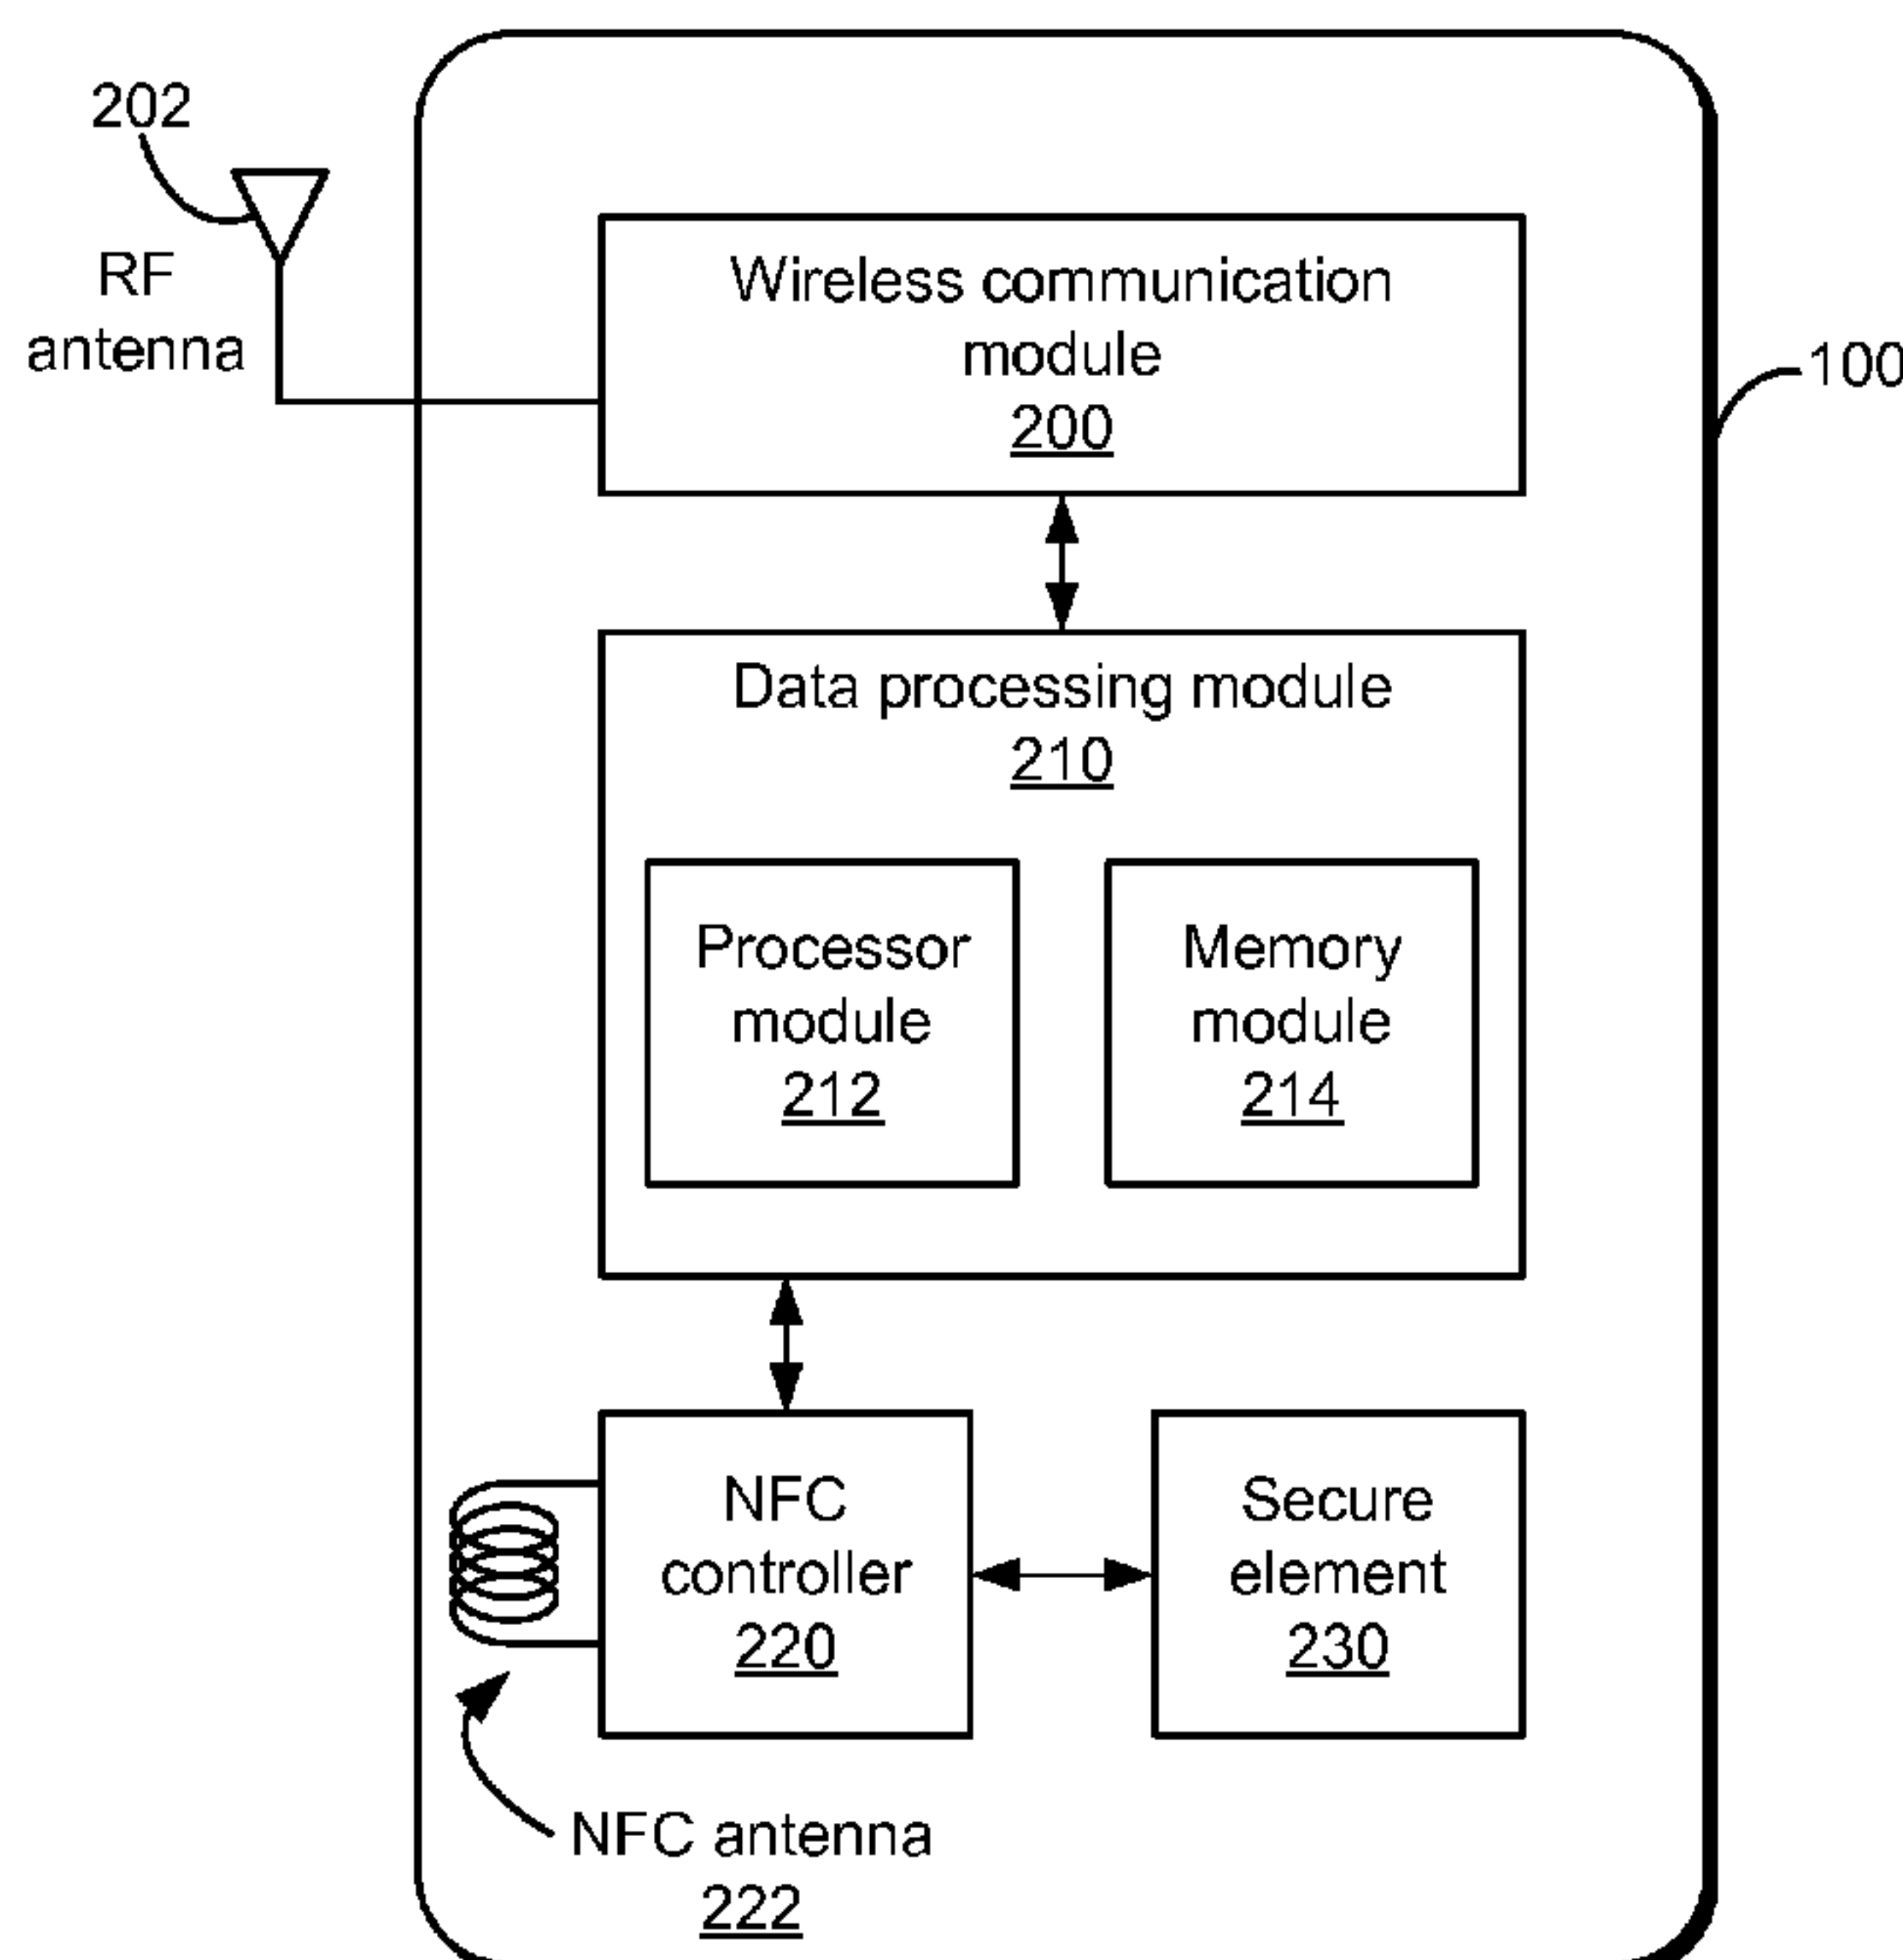 202
RF
antenna
Wireless communication
module
200
100
Data processing module
210
Processor
module
212
Memory
module
214
NFC
controller
220
Secure
element
230
NFC antenna
222